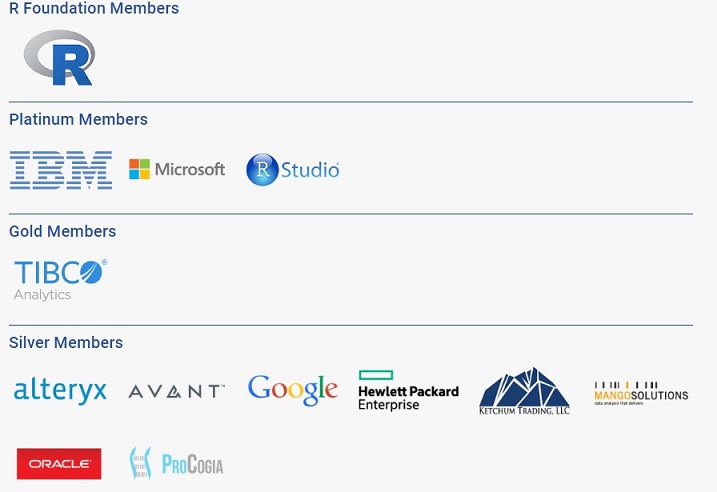 R Foundation Members
R
Platinum Members
IBM Microsoft R Studio®
Gold Members
TIBCO®
Analytics
Silver Members
alteryx AVANT™ Google Hewlett Packard
Enterprise KETCHUM TRADING, LLC MANGOSOLUTIONS
data analysis that delivers
ORACLE® PROCOGIA